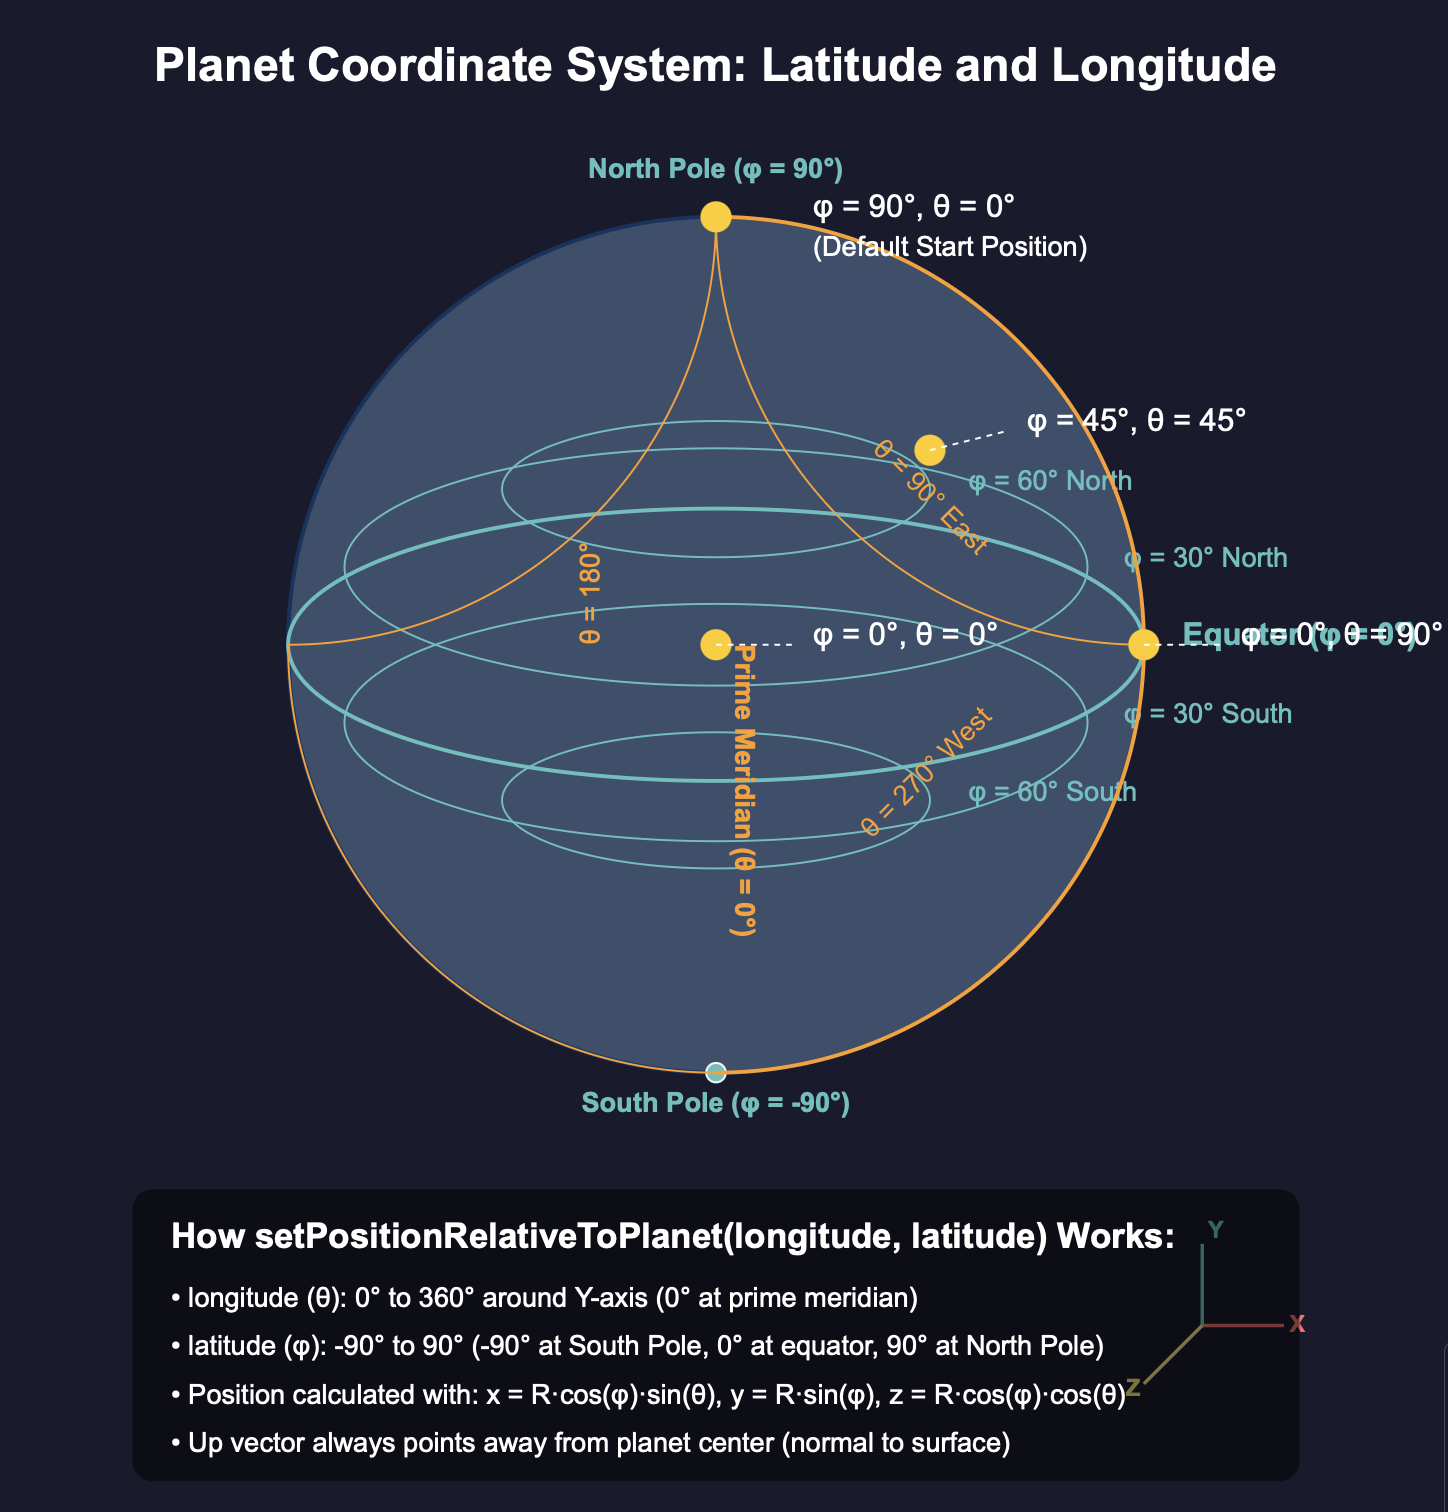 Planet Coordinate System: Latitude and Longitude
North Pole (φ = 90°)
φ = 90°, θ = 0°
(Default Start Position)
φ = 45°, θ = 45°
θ = 90° East
φ = 60° North
φ = 30° North
θ = 180°
φ = 0°, θ = 0°
Equator (φ = 0°)
φ = 0°, θ = 90°
Prime Meridian (θ = 0°)
φ = 30° South
θ = 270° West
φ = 60° South
South Pole (φ = -90°)
How setPositionRelativeToPlanet(longitude, latitude) Works:
• longitude (θ): 0° to 360° around Y-axis (0° at prime meridian)
• latitude (φ): -90° to 90° (-90° at South Pole, 0° at equator, 90° at North Pole)
• Position calculated with: x = R·cos(φ)·sin(θ), y = R·sin(φ), z = R·cos(φ)·cos(θ)
• Up vector always points away from planet center (normal to surface)
Y
X
Z